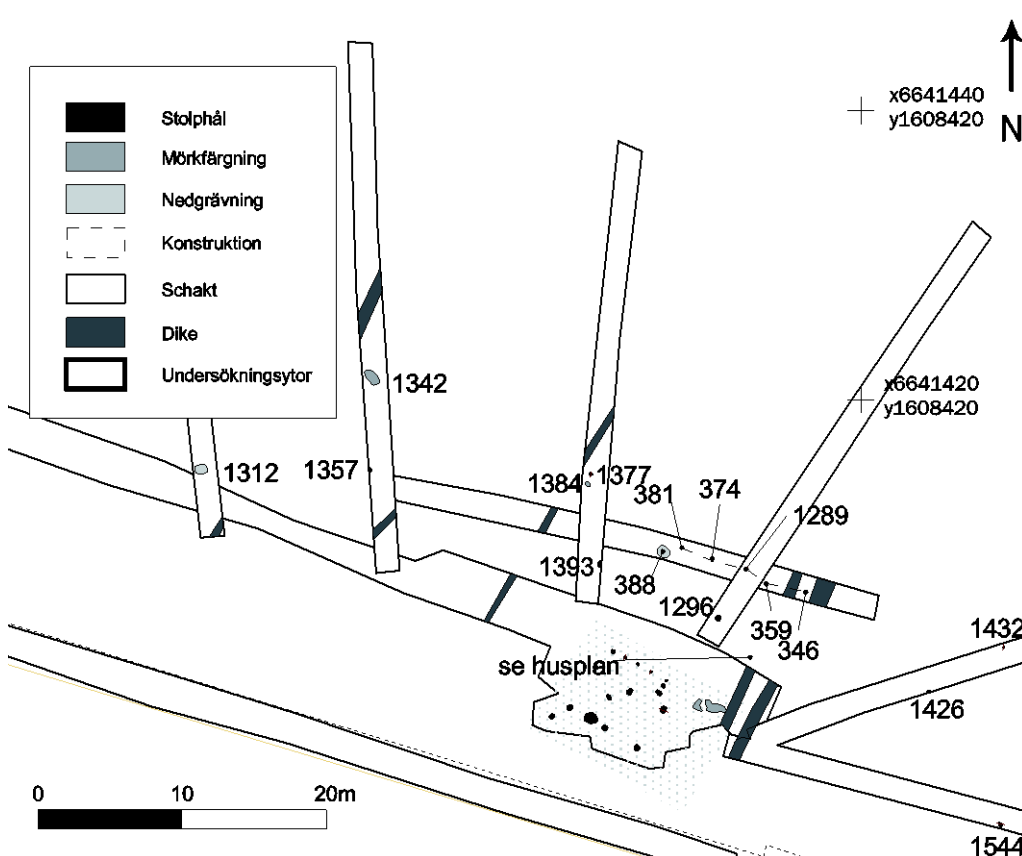 x6641440
y1608420
N
Stolphål
Mörkfärgning
Nedgrävning
Konstruktion
Schakt
Dike
Undersökningsytor
x6641420
y1608420
1342
1312
1357
1384
1377
381
374
1289
1393
388
1296
359
346
se husplan
1432
1426
0 10 20m
1544